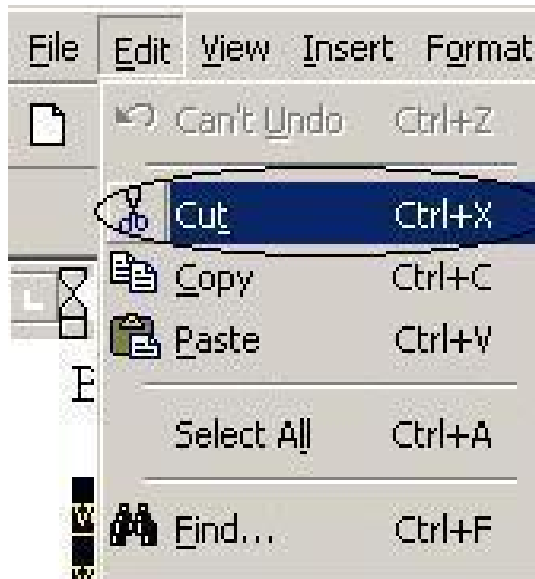 File Edit View Insert Format
Can't Undo Ctrl+Z
Cut Ctrl+X
Copy Ctrl+C
Paste Ctrl+V
Select All Ctrl+A
Find... Ctrl+F